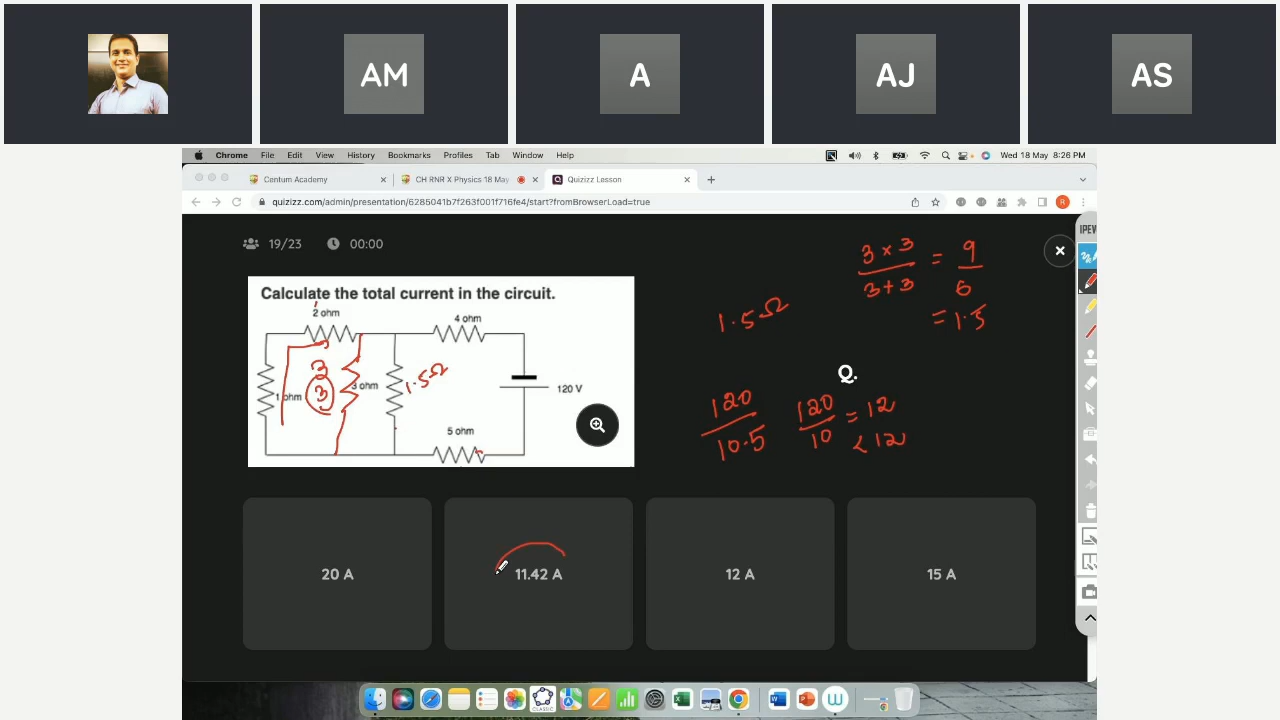 AM
A
AJ
AS
Chrome File Edit View History Bookmarks Profiles Tab Window Help
Wed 18 May 8:26 PM
Centum Academy
CH RNR X Physics 18 May
Quizizz Lesson
quizizz.com/admin/presentation/6285041b7f263f001f716fe4/start?fromBrowserLoad=true
R
IPEV
19/23 00:00
Calculate the total current in the circuit.
2 ohm
4 ohm
1 ohm
3
3
3 ohm
1.5Ω
120 V
5 ohm
1.5Ω
3 × 3 = 9
3 + 3 6
= 1.5
Q.
120 120 = 12
10.5 10 < 12
20 A
11.42 A
12 A
15 A
CLASSIC